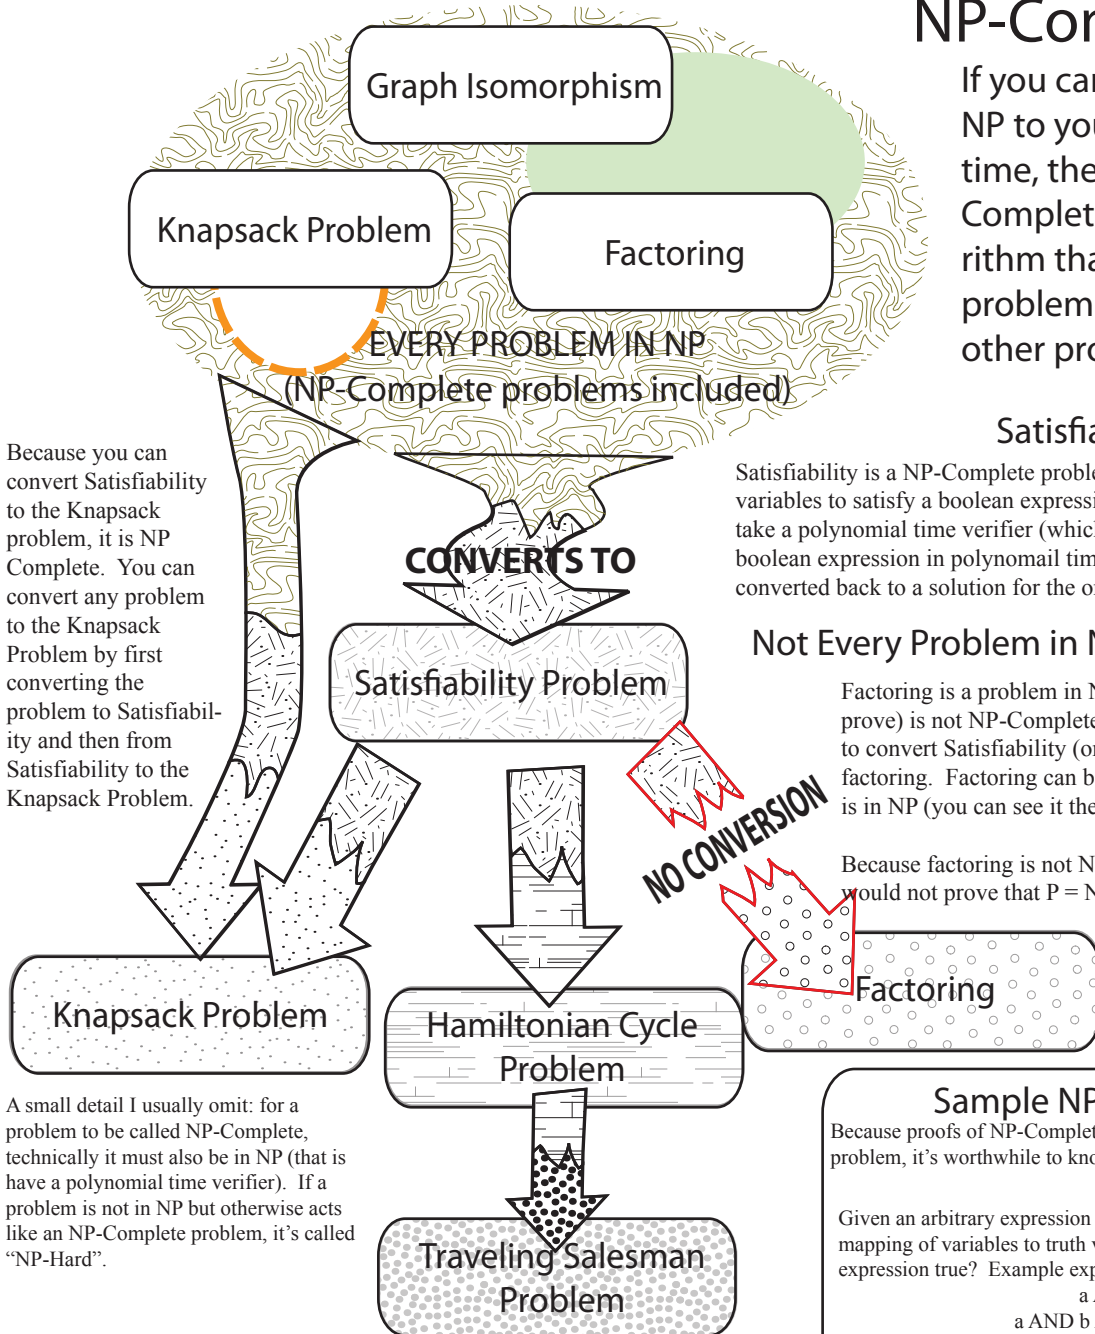 NP-Co
If you ca
NP to you
time, the
Complet
rithm tha
problem
other pro
Graph Isomorphism
Knapsack Problem
Factoring
EVERY PROBLEM IN NP
(NP-Complete problems included)
Because you can
convert Satisfiability
to the Knapsack
problem, it is NP
Complete. You can
convert any problem
to the Knapsack
Problem by first
converting the
problem to Satisfiabil-
ity and then from
Satisfiability to the
Knapsack Problem.
CONVERTS TO
Satisfia
Satisfiability is a NP-Complete proble
variables to satisfy a boolean expressi
take a polynomial time verifier (which
boolean expression in polynomail tim
converted back to a solution for the o
Satisfiability Problem
Not Every Problem in N
Factoring is a problem in N
prove) is not NP-Complete
to convert Satisfiability (or
factoring. Factoring can b
is in NP (you can see it the
Because factoring is not N
would not prove that P = N
NO CONVERSION
Knapsack Problem
Hamiltonian Cycle
Problem
Factoring
A small detail I usually omit: for a
problem to be called NP-Complete,
technically it must also be in NP (that is
have a polynomial time verifier). If a
problem is not in NP but otherwise acts
like an NP-Complete problem, it's called
“NP-Hard”.
Traveling Salesman
Problem
Sample NP
Because proofs of NP-Complet
problem, it's worthwhile to kno
Given an arbitrary expression
mapping of variables to truth v
expression true? Example exp
a
a AND b